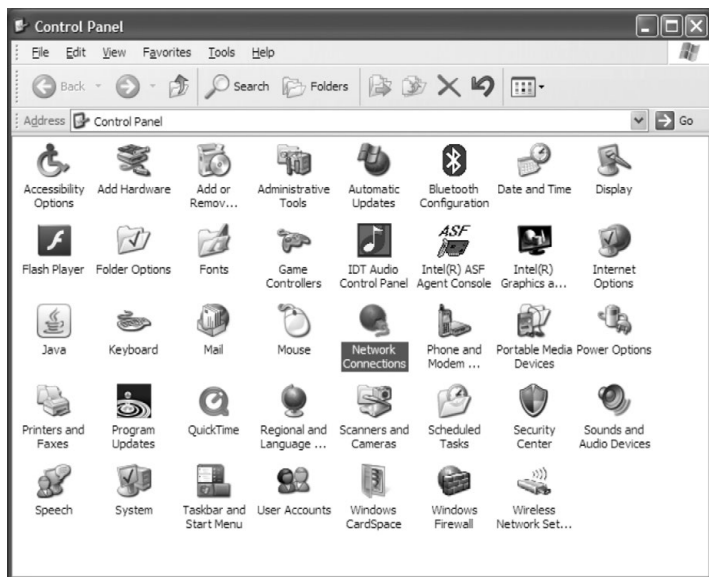 Control Panel
File Edit View Favorites Tools Help
Back Search Folders
Address Control Panel Go
Accessibility Options
Add Hardware
Add or Remov...
Administrative Tools
Automatic Updates
Bluetooth Configuration
Date and Time
Display
Flash Player
Folder Options
Fonts
Game Controllers
IDT Audio Control Panel
ASF
Intel(R) ASF Agent Console
Intel(R) Graphics a...
Internet Options
Java
Keyboard
Mail
Mouse
Network Connections
Phone and Modem ...
Portable Media Devices
Power Options
Printers and Faxes
Program Updates
QuickTime
Regional and Language ...
Scanners and Cameras
Scheduled Tasks
Security Center
Sounds and Audio Devices
Speech
System
Taskbar and Start Menu
User Accounts
Windows CardSpace
Windows Firewall
Wireless Network Set...